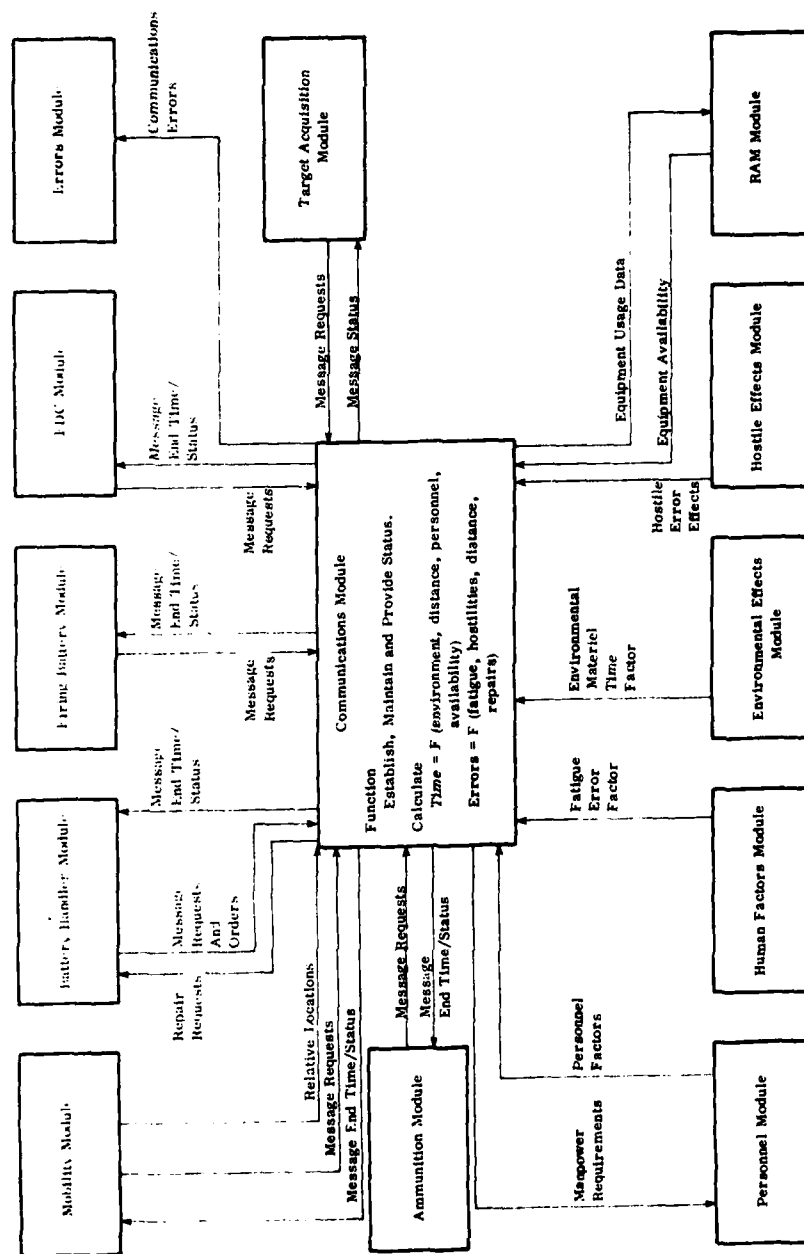 Mobility Module
Battery Handler Module
Firing Battery Module
FDC Module
Errors Module
Repair
Requests
Message
Requests
And
Orders
Message
End Time/
Status
Message
Requests
Message
End Time/
Status
Message
Requests
Message
End Time/
Status
Communications
Errors
Relative Locations
Message Requests
Message End Time/Status
Message Requests
Message Status
Target Acquisition
Module
Communications Module
Function
Establish, Maintain and Provide Status.
Calculate
Time = F (environment, distance, personnel,
availability)
Errors = F (fatigue, hostilities, distance,
repairs)
Ammunition Module
Message Requests
Message
End Time/Status
Manpower
Requirements
Personnel
Factors
Fatigue
Error
Factor
Environmental
Materiel
Time
Factor
Hostile
Error
Effects
Equipment Availability
Equipment Usage Data
Personnel Module
Human Factors Module
Environmental Effects
Module
Hostile Effects Module
RAM Module